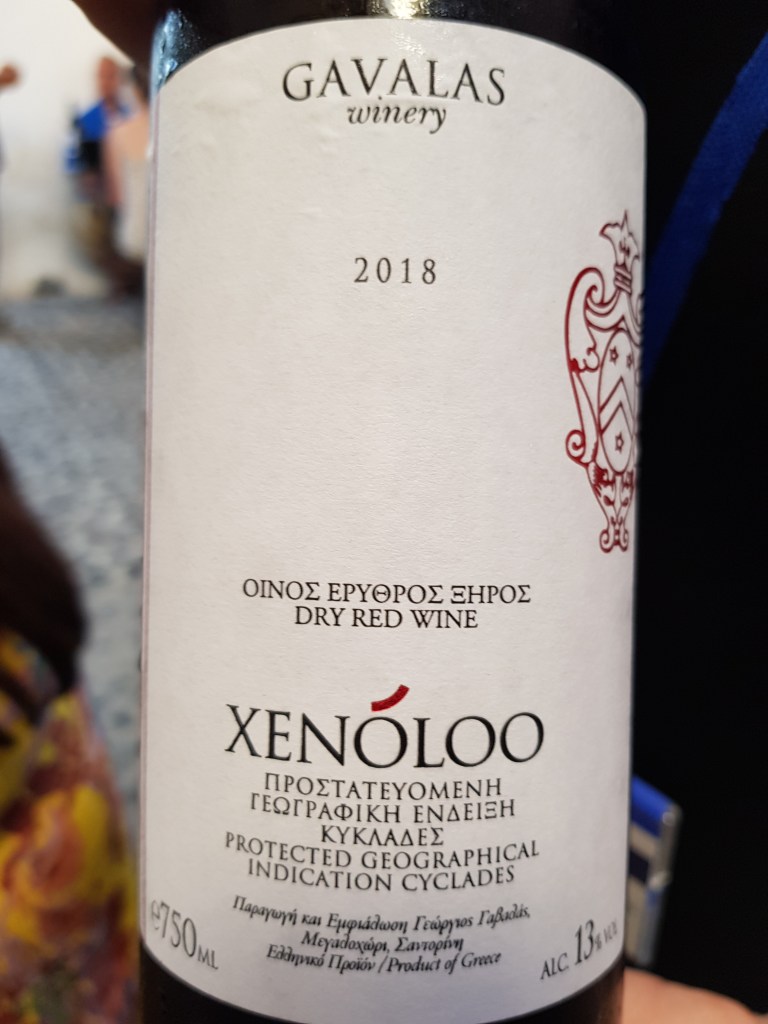 GAVALAS
winery
2018
ΟΙΝΟΣ ΕΡΥΘΡΟΣ ΞΗΡΟΣ
DRY RED WINE
XENÓLOO
ΠΡΟΣΤΑΤΕΥΟΜΕΝΗ
ΓΕΩΓΡΑΦΙΚΗ ΕΝΔΕΙΞΗ
ΚΥΚΛΑΔΕΣ
PROTECTED GEOGRAPHICAL
INDICATION CYCLADES
Παραγωγή και Εμφιάλωση Γεώργιος Γαβαλάς,
Μεγαλοχώρι, Σαντορίνη
Ελληνικό Προϊόν / Product of Greece
℮750ML
ALC. 13% VOL